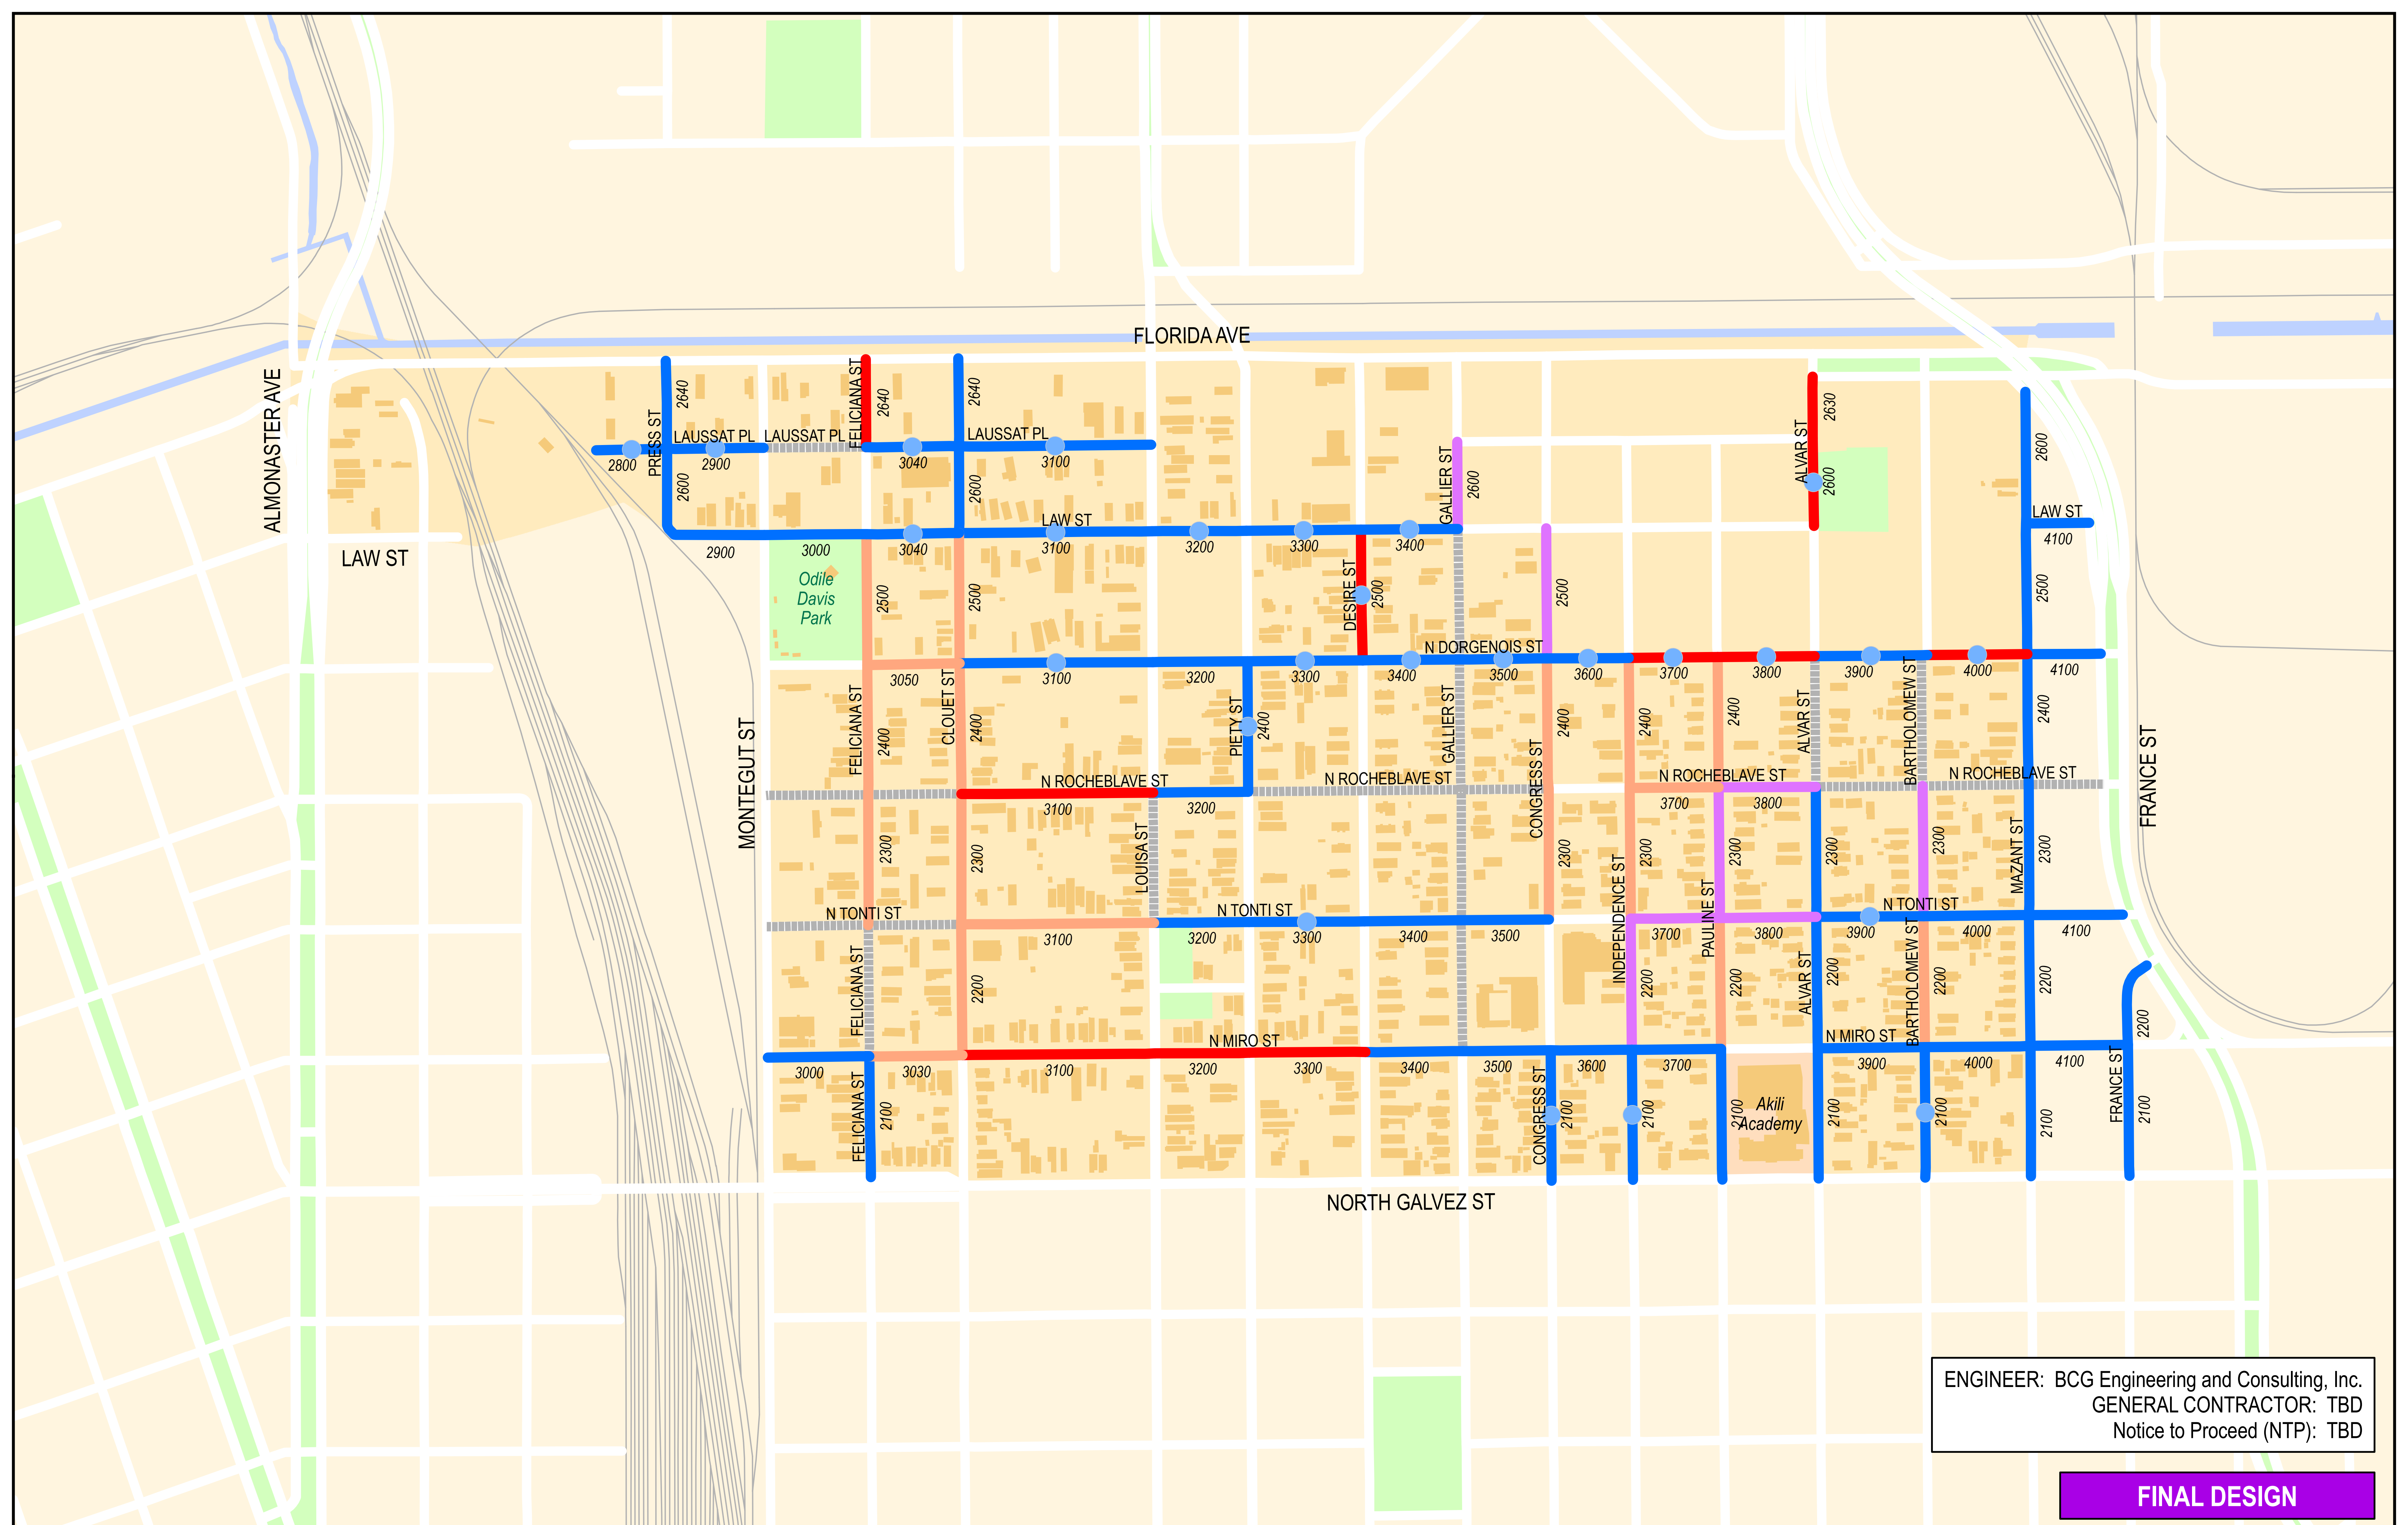 FLORIDA AVE
ALMONASTER AVE
PRESS ST
2640
FELICIANA ST
2640
2640
2630
LAUSSAT PL
LAUSSAT PL
LAUSSAT PL
2800
2900
3040
3100
2600
2600
GALLIER ST
2600
ALVAR ST
2600
2600
LAW ST
LAW ST
LAW ST
2900
3000
3040
3100
3200
3300
3400
4100
Odile
Davis
Park
2500
2500
DESIRE ST
2500
2500
2500
N DORGENOIS ST
3050
3100
3200
3300
3400
3500
3600
3700
3800
3900
4000
4100
MONTEGUT ST
FELICIANA ST
2400
CLOUET ST
2400
PIETY ST
2400
GALLIER ST
CONGRESS ST
2400
2400
2400
ALVAR ST
BARTHOLOMEW ST
2400
FRANCE ST
N ROCHEBLAVE ST
N ROCHEBLAVE ST
N ROCHEBLAVE ST
N ROCHEBLAVE ST
3100
3200
3700
3800
2300
2300
LOUISA ST
2300
INDEPENDENCE ST
2300
PAULINE ST
2300
2300
2300
MAZANT ST
2300
N TONTI ST
N TONTI ST
N TONTI ST
3100
3200
3300
3400
3500
3700
3800
3900
4000
4100
FELICIANA ST
2200
2200
2200
ALVAR ST
2200
BARTHOLOMEW ST
2200
2200
2200
N MIRO ST
N MIRO ST
3000
3030
3100
3200
3300
3400
3500
3600
3700
3900
4000
4100
FELICIANA ST
2100
CONGRESS ST
2100
2100
2100
Akili
Academy
2100
2100
2100
FRANCE ST
2100
NORTH GALVEZ ST
ENGINEER: BCG Engineering and Consulting, Inc.
GENERAL CONTRACTOR: TBD
Notice to Proceed (NTP): TBD
FINAL DESIGN